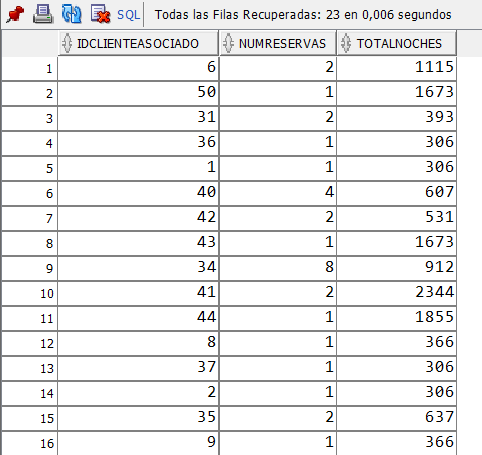 SQL | Todas las Filas Recuperadas: 23 en 0,006 segundos
IDCLIENTEASOCIADO NUMRESERVAS TOTALNOCHES
1 6 2 1115
2 50 1 1673
3 31 2 393
4 36 1 306
5 1 1 306
6 40 4 607
7 42 2 531
8 43 1 1673
9 34 8 912
10 41 2 2344
11 44 1 1855
12 8 1 366
13 37 1 306
14 2 1 306
15 35 2 637
16 9 1 366